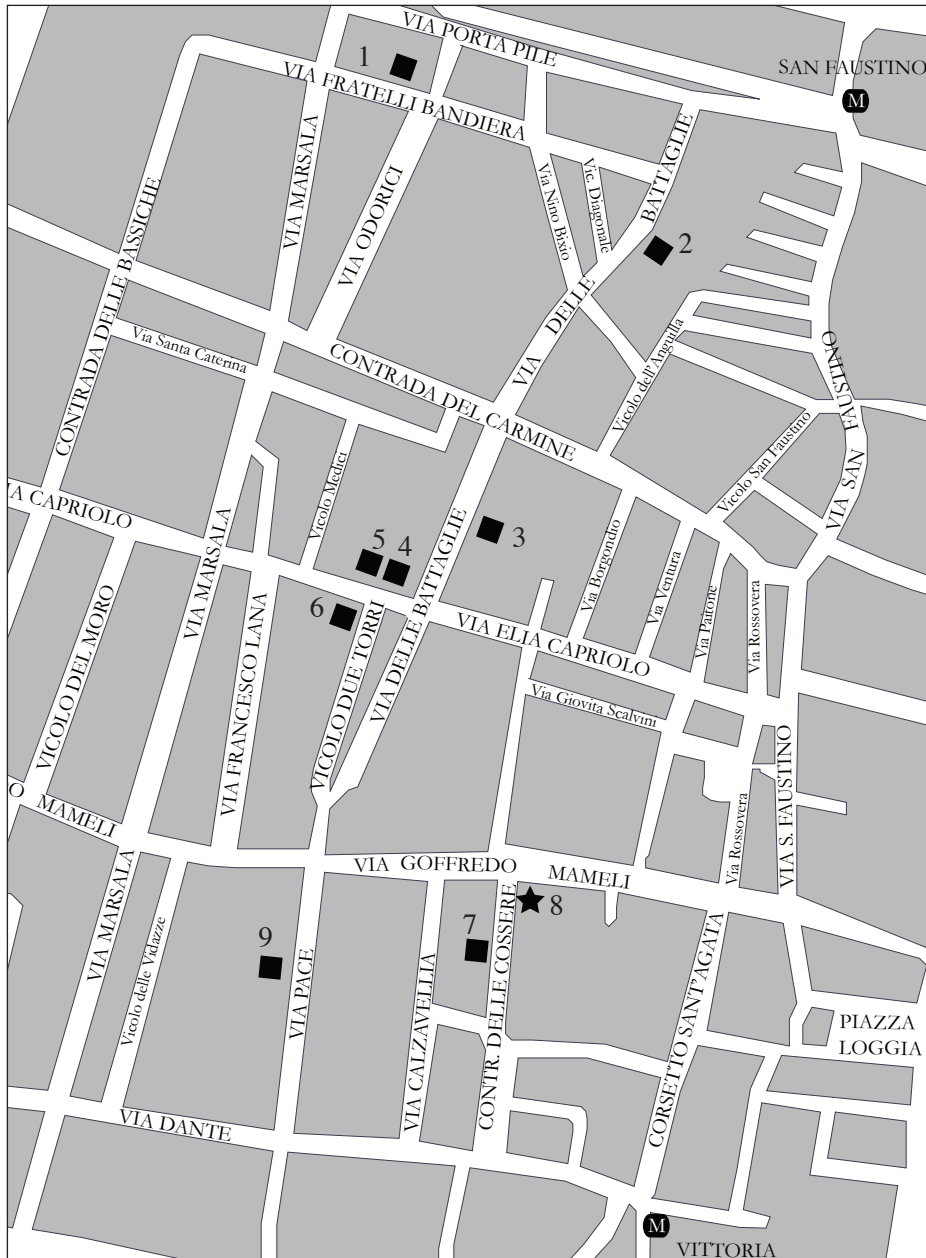 VIA PORTA PILE
1
SAN FAUSTINO
M
VIA FRATELLI BANDIERA
VIA MARSALA
VIA ODORICI
BATTAGLIE
Vic. Diagonale
Via Nino Bixio
2
CONTRADA DELLE BASSICHE
VIA DELLE
Via Santa Caterina
CONTRADA DEL CARMINE
Vicolo dell'Anguilla
VIA SAN FAUSTINO
Vicolo San Faustino
Vicolo Medici
IA CAPRIOLO
VIA MARSALA
3
5
4
VIA DELLE BATTAGLIE
Via Borgondio
Via Ventura
Via Paitone
Via Rossovera
6
VIA ELIA CAPRIOLO
VICOLO DEL MORO
VIA FRANCESCO LANA
VICOLO DUE TORRI
Via Giovita Scalvini
O MAMELI
VIA S. FAUSTINO
Via Rossovera
VIA GOFFREDO MAMELI
8
7
9
VIA MARSALA
Vicolo delle Vidazze
VIA PACE
VIA CALZAVELLIA
CONTR. DELLE COSSERE
CORSETTO SANT'AGATA
PIAZZA
LOGGIA
VIA DANTE
M
VITTORIA